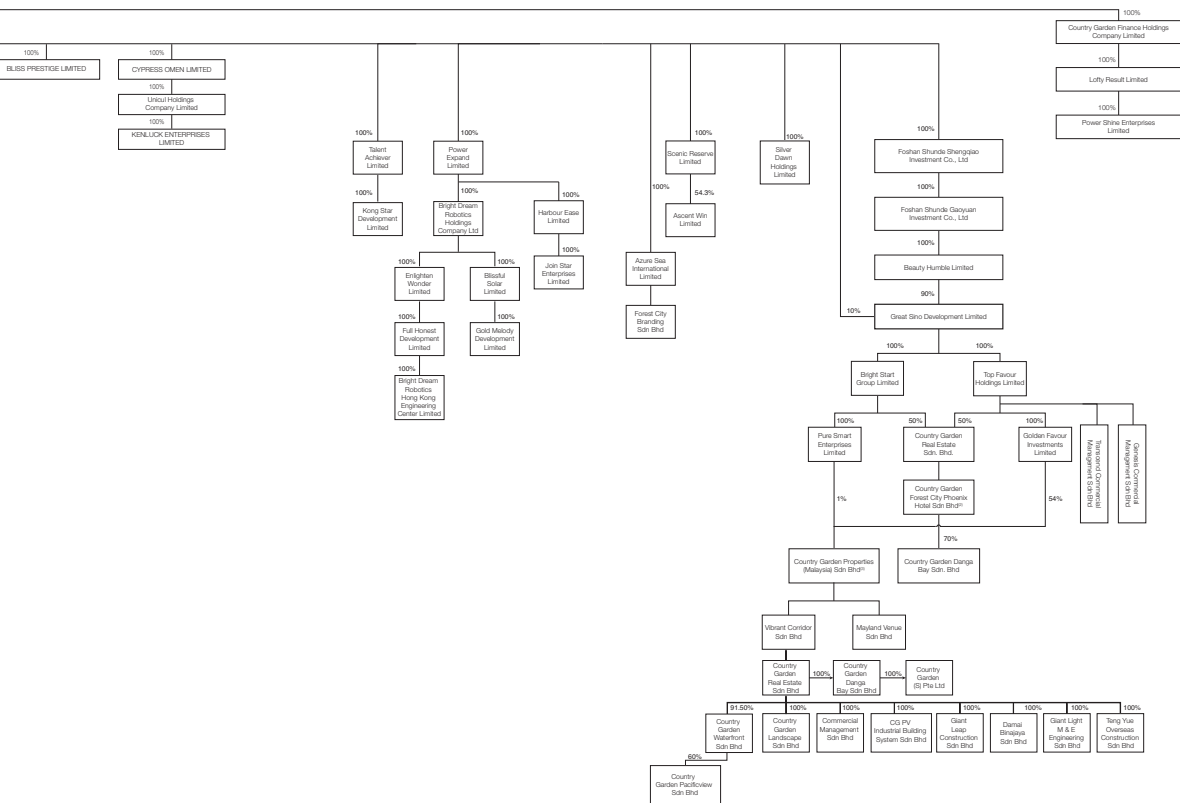 100%
Country Garden Finance Holdings
Company Limited
100%
Lofty Result Limited
100%
Power Shine Enterprises
Limited
100%
BLISS PRESTIGE LIMITED
100%
CYPRESS OMEN LIMITED
100%
Unicul Holdings
Company Limited
100%
KENLUCK ENTERPRISES
LIMITED
100%
Talent
Achiever
Limited
100%
Kong Star
Development
Limited
100%
Power
Expand
Limited
100%
Bright Dream
Robotics
Holdings
Company Ltd
100%
Harbour Ease
Limited
100%
Join Star
Enterprises
Limited
100%
Enlighten
Wonder
Limited
100%
Blissful
Solar
Limited
100%
Full Honest
Development
Limited
100%
Gold Melody
Development
Limited
100%
Bright Dream
Robotics
Hong Kong
Engineering
Center Limited
100%
Azure Sea
International
Limited
Forest City
Branding
Sdn Bhd
100%
Scenic Reserve
Limited
54.3%
Ascent Win
Limited
100%
Silver
Dawn
Holdings
Limited
100%
Foshan Shunde Shengqiao
Investment Co., Ltd
100%
Foshan Shunde Gaoyuan
Investment Co., Ltd
100%
Beauty Humble Limited
90%
10%
Great Sino Development Limited
100%
100%
Bright Start
Group Limited
Top Favour
Holdings Limited
100%
Pure Smart
Enterprises
Limited
50%
50%
Country Garden
Real Estate
Sdn. Bhd.
100%
Golden Favour
Investments
Limited
Transcend Commercial
Management Sdn Bhd
Genesis Commercial
Management Sdn Bhd.
Country Garden
Forest City Phoenix
Hotel Sdn Bhd
1%
54%
70%
Country Garden Properties
(Malaysia) Sdn Bhd
Country Garden Danga
Bay Sdn. Bhd
Vibrant Corridor
Sdn Bhd
Mayland Venue
Sdn Bhd
Country
Garden
Real Estate
Sdn Bhd
100%
Country
Garden
Danga
Bay Sdn Bhd
100%
Country
Garden
(S) Pte Ltd
91.50%
Country
Garden
Waterfront
Sdn Bhd
100%
Country
Garden
Landscape
Sdn Bhd
100%
Commercial
Management
Sdn Bhd
100%
CG PV
Industrial Building
System Sdn Bhd
100%
Giant
Leap
Construction
Sdn Bhd
100%
Damai
Binajaya
Sdn Bhd
100%
Giant Light
M & E
Engineering
Sdn Bhd
100%
Teng Yue
Overseas
Construction
Sdn Bhd
60%
Country
Garden Pacificview
Sdn Bhd